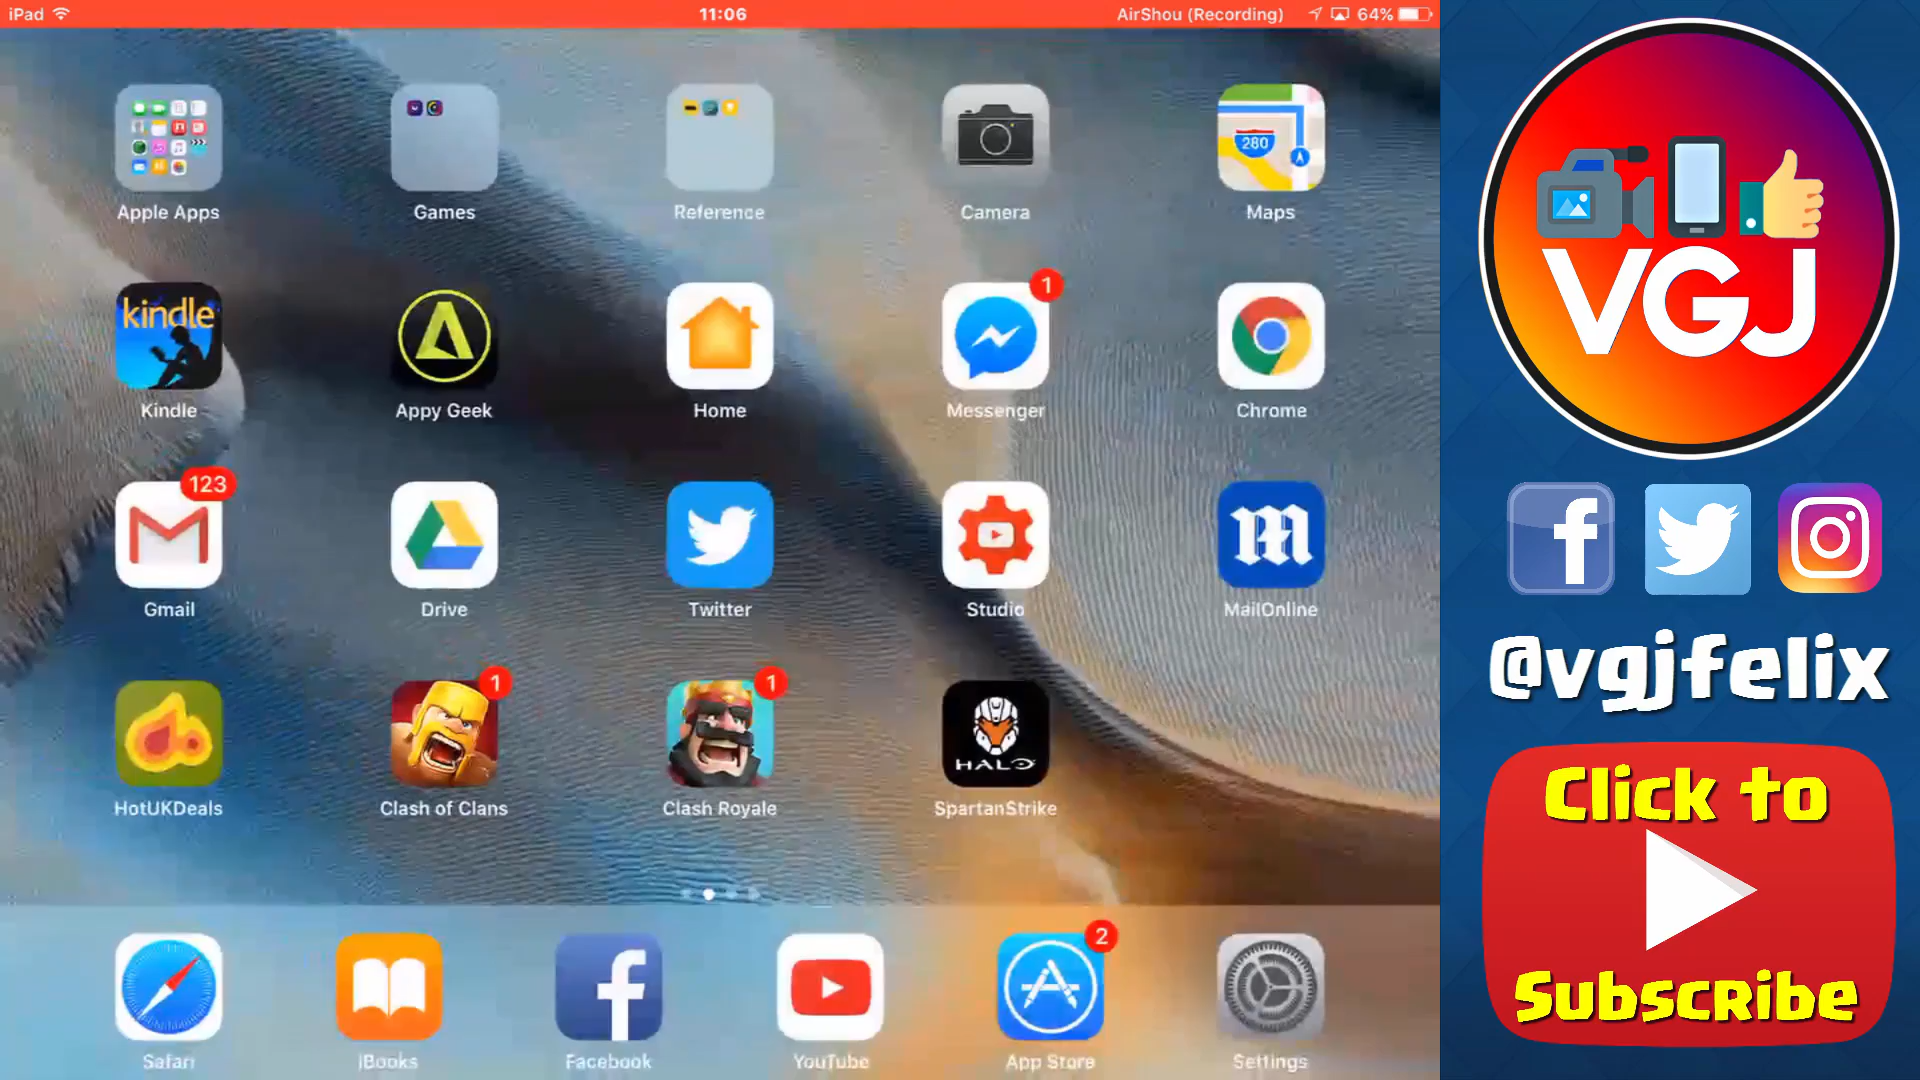 iPad 11:06 AirShou (Recording) 64%
Apple Apps Games Reference Camera Maps
280
kindle
1
Kindle Appy Geek Home Messenger Chrome
123
Gmail Drive Twitter Studio MailOnline
1 1
HALO
HotUKDeals Clash of Clans Clash Royale SpartanStrike
2
Safari iBooks Facebook YouTube App Store Settings
VGJ
@vgjfelix
Click to
Subscribe